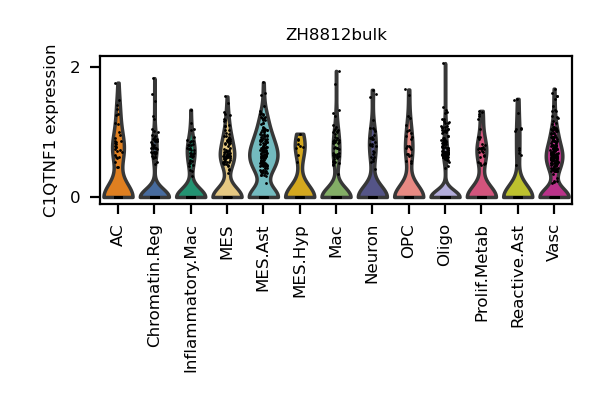 ZH8812bulk
C1QTNF1 expression
2
0
AC
Chromatin.Reg
Inflammatory.Mac
MES
MES.Ast
MES.Hyp
Mac
Neuron
OPC
Oligo
Prolif.Metab
Reactive.Ast
Vasc